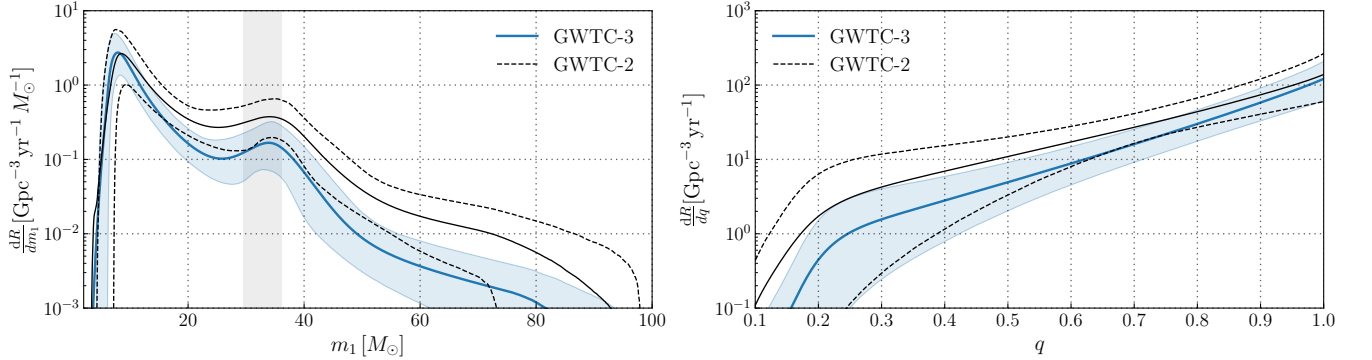 10^1
10^0
10^{-1}
10^{-2}
10^{-3}
dR/dm_1 [Gpc^{-3} yr^{-1} M_⊙^{-1}]
GWTC-3
GWTC-2
20 40 60 80 100
m_1 [M_⊙]
10^3
10^2
10^1
10^0
10^{-1}
dR/dq [Gpc^{-3} yr^{-1}]
GWTC-3
GWTC-2
0.1 0.2 0.3 0.4 0.5 0.6 0.7 0.8 0.9 1.0
q